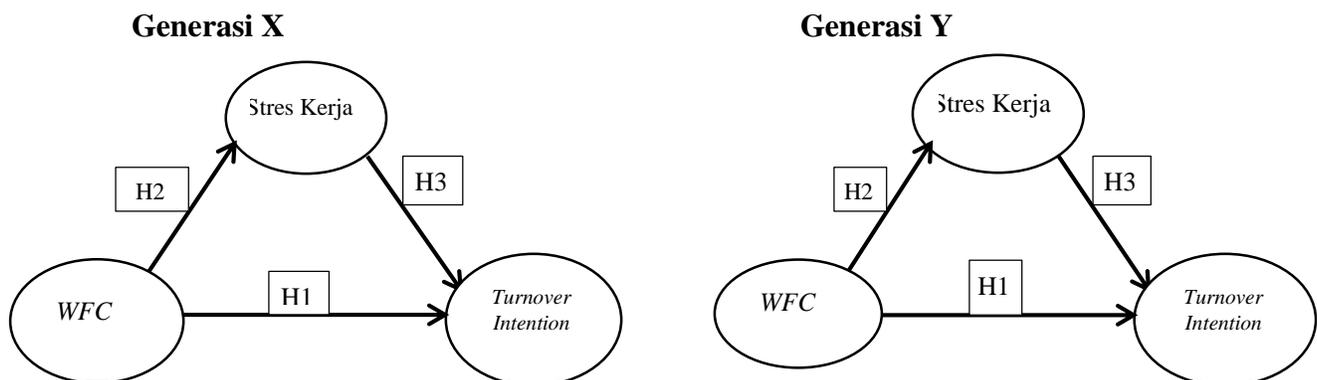 Generasi X
Stres Kerja
H2
H3
WFC
H1
Turnover
Intention
Generasi Y
Stres Kerja
H2
H3
WFC
H1
Turnover
Intention